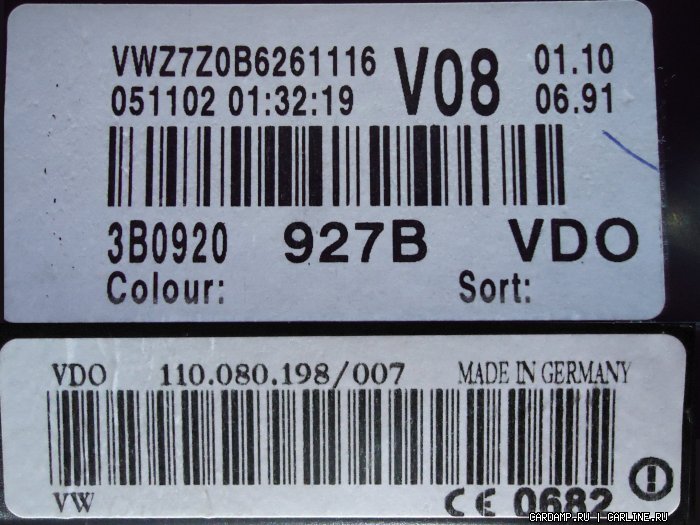 VWZ7Z0B6261116 V08 01.10
051102 01:32:19 06.91
3B0920 927B VDO
Colour: Sort:
VDO 110.080.198/007 MADE IN GERMANY
VW CE 0682
GARDAMP.RU | CARLINE.RU